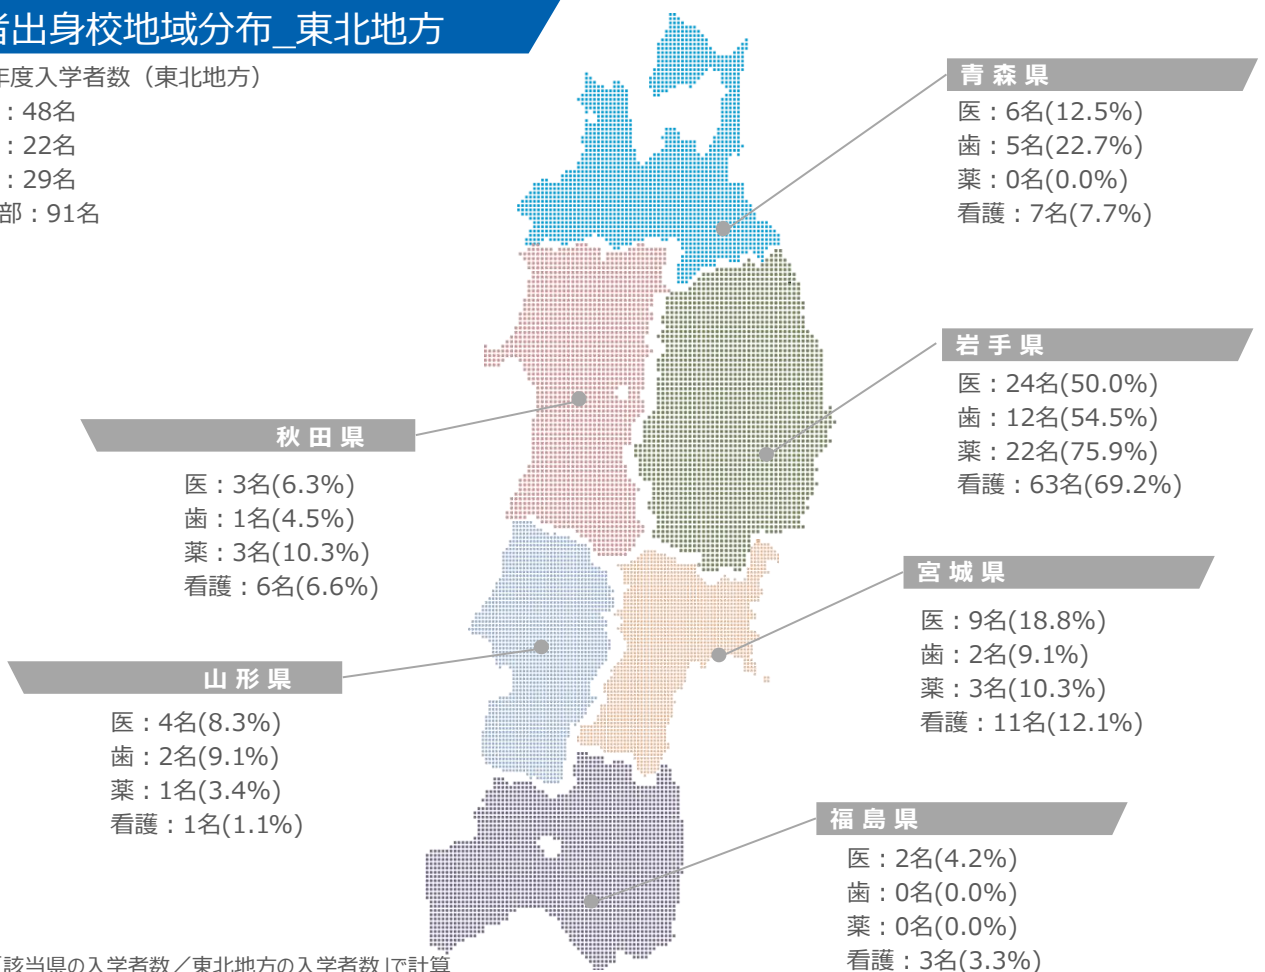 者出身校地域分布_東北地方
年度入学者数（東北地方）
：48名
：22名
：29名
部：91名
青森県
医：6名(12.5%)
歯：5名(22.7%)
薬：0名(0.0%)
看護：7名(7.7%)
岩手県
医：24名(50.0%)
歯：12名(54.5%)
薬：22名(75.9%)
看護：63名(69.2%)
秋田県
医：3名(6.3%)
歯：1名(4.5%)
薬：3名(10.3%)
看護：6名(6.6%)
宮城県
医：9名(18.8%)
歯：2名(9.1%)
薬：3名(10.3%)
看護：11名(12.1%)
山形県
医：4名(8.3%)
歯：2名(9.1%)
薬：1名(3.4%)
看護：1名(1.1%)
福島県
医：2名(4.2%)
歯：0名(0.0%)
薬：0名(0.0%)
看護：3名(3.3%)
「該当県の入学者数／東北地方の入学者数」で計算